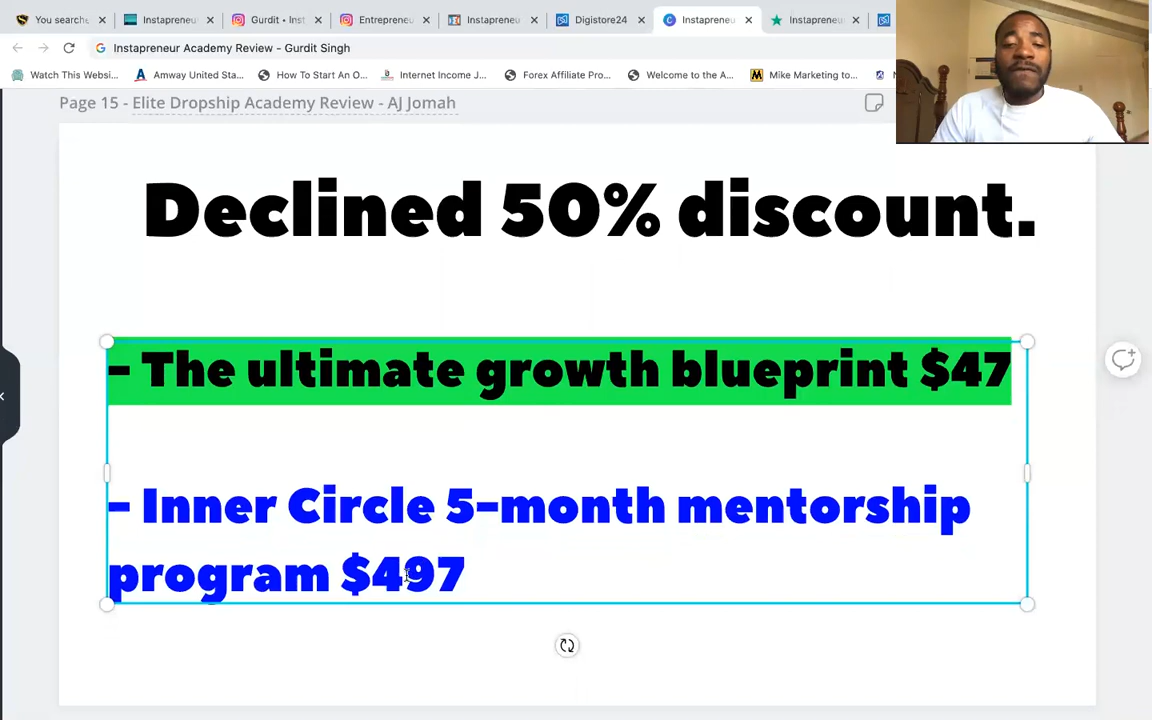 You searche
Instapreneu
Gurdit • Inst
Entrepreneu
Instapreneu
Digistore24
Instapreneu
Instapreneu
Instapreneur Academy Review - Gurdit Singh
Watch This Websi...
Amway United Sta...
How To Start An O...
Internet Income J...
Forex Affiliate Pro...
Welcome to the A...
Mike Marketing to...
Page 15 - Elite Dropship Academy Review - AJ Jomah
Declined 50% discount.
- The ultimate growth blueprint $47
- Inner Circle 5-month mentorship
program $497